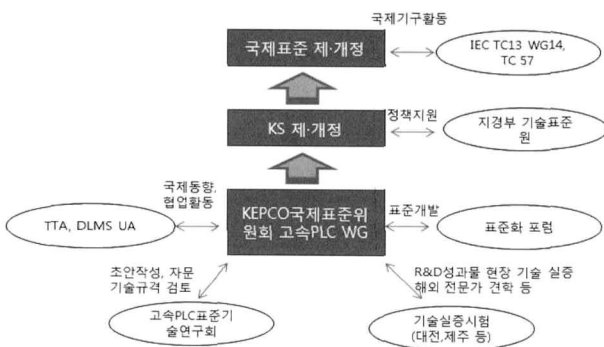 국제기구활동
국제표준 제·개정
IEC TC13 WG14,
TC 57
KS 제·개정
정책지원
지경부 기술표준
원
국제동향,
협업활동
TTA, DLMS UA
KEPCO국제표준위
원회 고속PLC WG
표준개발
표준화 포럼
초안작성, 자문
기술규격 검토
R&D성과물 현장 기술 실증
해외 전문가 견학 등
고속PLC표준기
술연구회
기술실증시험
(대전,제주 등)